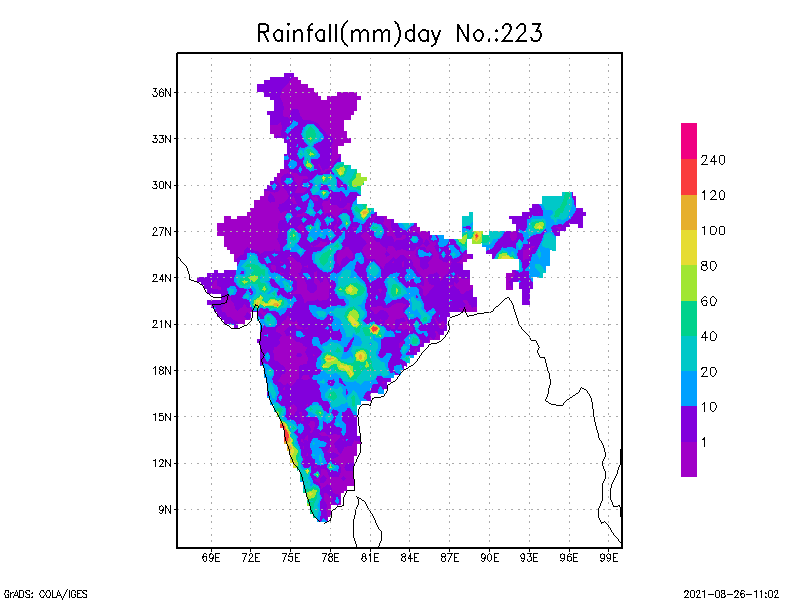 Rainfall(mm)day No.:223
36N
33N
30N
27N
24N
21N
18N
15N
12N
9N
69E 72E 75E 78E 81E 84E 87E 90E 93E 96E 99E
240
120
100
80
60
40
20
10
1
GrADS: COLA/IGES
2021-08-26-11:02